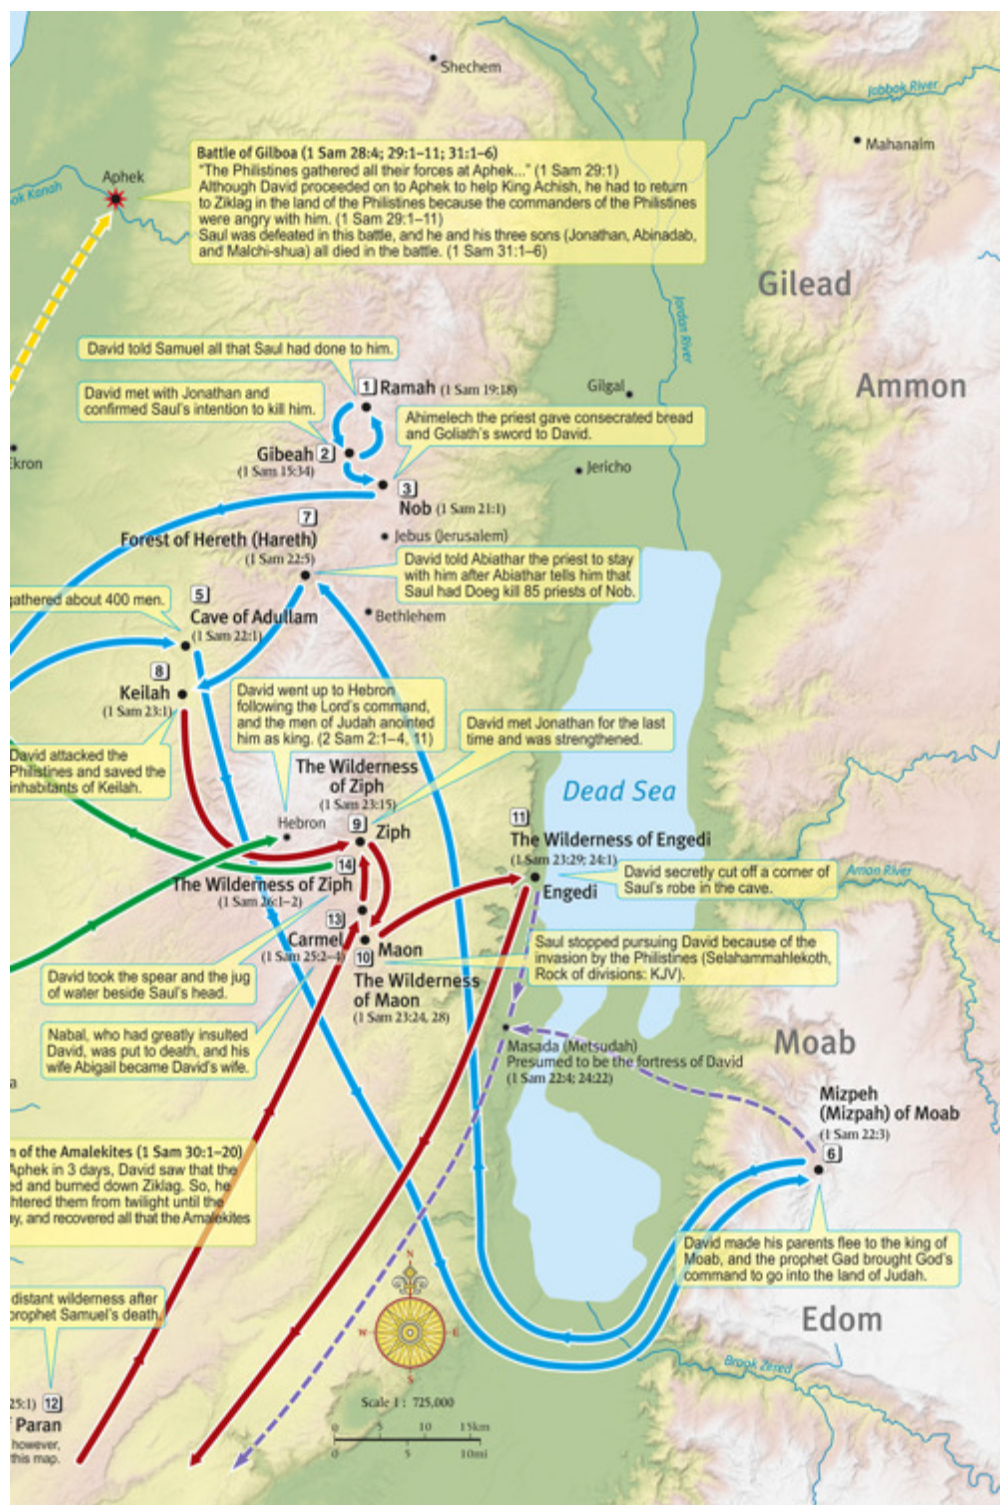 Shechem
Jabbok River
Mahanaim
Battle of Gilboa (1 Sam 28:4; 29:1–11; 31:1–6)
"The Philistines gathered all their forces at Aphek..." (1 Sam 29:1)
Although David proceeded on to Aphek to help King Achish, he had to return
to Ziklag in the land of the Philistines because the commanders of the Philistines
were angry with him. (1 Sam 29:1–11)
Saul was defeated in this battle, and he and his three sons (Jonathan, Abinadab,
and Malchi-shua) all died in the battle. (1 Sam 31:1–6)
Aphek
ok Kanah
Gilead
Jordan River
David told Samuel all that Saul had done to him.
1 Ramah (1 Sam 19:18)
Gilgal
Ammon
David met with Jonathan and
confirmed Saul's intention to kill him.
Ahimelech the priest gave consecrated bread
and Goliath's sword to David.
Gibeah 2
(1 Sam 15:34)
Ekron
Jericho
3
Nob (1 Sam 21:1)
7
Forest of Hereth (Hareth)
(1 Sam 22:5)
Jebus (Jerusalem)
David told Abiathar the priest to stay
with him after Abiathar tells him that
Saul had Doeg kill 85 priests of Nob.
gathered about 400 men.
5
Cave of Adullam
(1 Sam 22:1)
Bethlehem
8
Keilah
(1 Sam 23:1)
David went up to Hebron
following the Lord's command,
and the men of Judah anointed
him as king. (2 Sam 2:1–4, 11)
David met Jonathan for the last
time and was strengthened.
David attacked the
Philistines and saved the
inhabitants of Keilah.
The Wilderness
of Ziph
(1 Sam 23:15)
Dead Sea
Hebron
9 Ziph
11
The Wilderness of Engedi
(1 Sam 23:29; 24:1)
Engedi
David secretly cut off a corner of
Saul's robe in the cave.
Arnon River
14
The Wilderness of Ziph
(1 Sam 26:1–2)
13
Carmel
(1 Sam 25:2–4)
10 Maon
The Wilderness
of Maon
(1 Sam 23:24, 28)
Saul stopped pursuing David because of the
invasion by the Philistines (Selahammahlekoth,
Rock of divisions: KJV).
David took the spear and the jug
of water beside Saul's head.
Nabal, who had greatly insulted
David, was put to death, and his
wife Abigail became David's wife.
Masada (Metsudah)
Presumed to be the fortress of David
(1 Sam 22:4; 24:22)
Moab
a
Mizpeh
(Mizpah) of Moab
(1 Sam 22:3)
6
n of the Amalekites (1 Sam 30:1–20)
Aphek in 3 days, David saw that the
ed and burned down Ziklag. So, he
htered them from twilight until the
y, and recovered all that the Amalekites
David made his parents flee to the king of
Moab, and the prophet Gad brought God's
command to go into the land of Judah.
distant wilderness after
prophet Samuel's death.
Edom
N
W E
S
Brook Zered
25:1) 12
f Paran
however,
this map.
Scale 1 : 725,000
0 5 10 15km
0 5 10mi